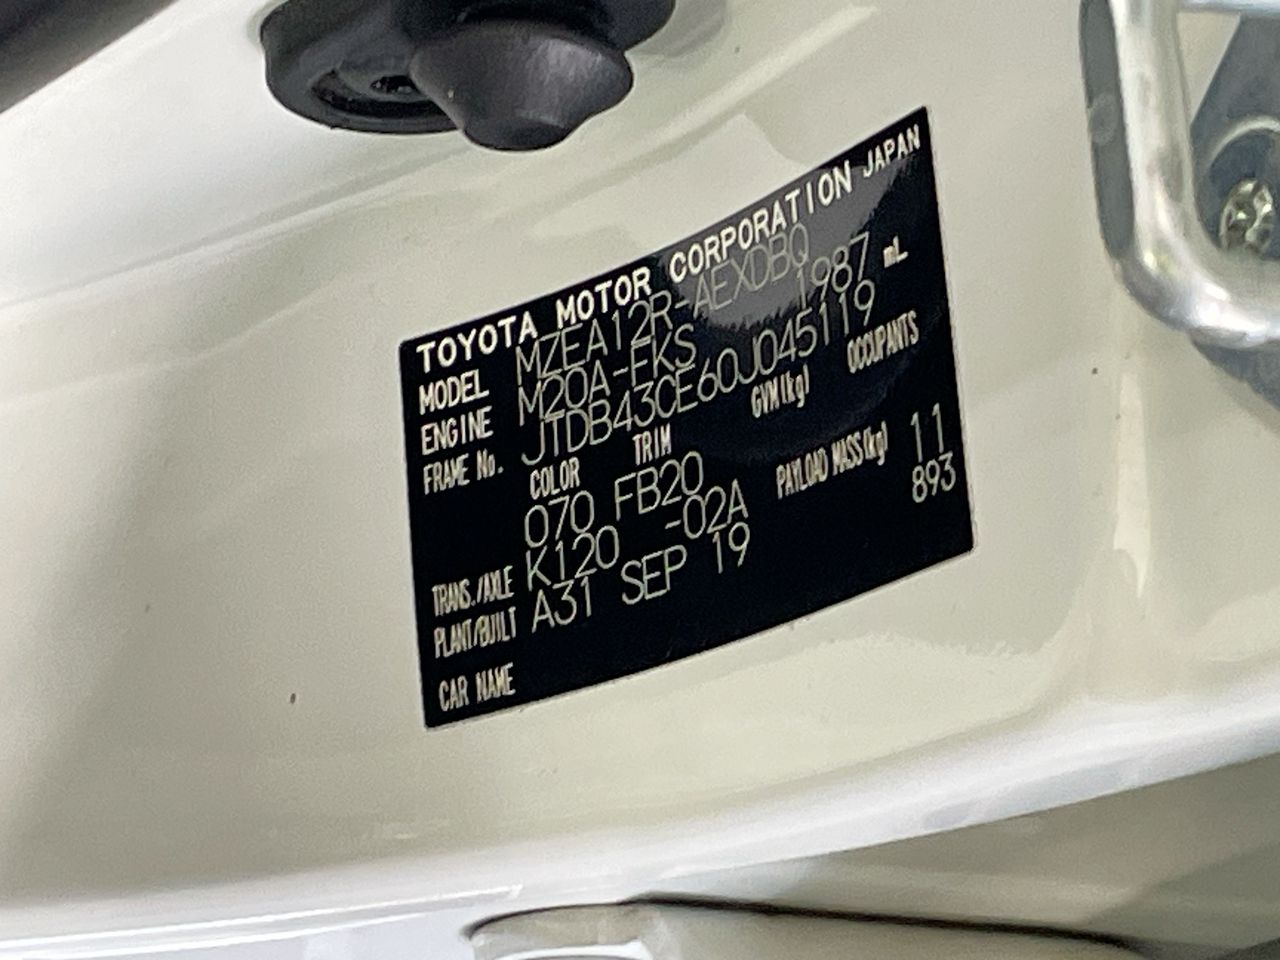 TOYOTA MOTOR CORPORATION JAPAN
MODEL MZEA12R-AEXDBQ
ENGINE M20A-FKS 1987 mL
FRAME No. JTDB43CE60J045119
COLOR TRIM GVM(kg) OCCUPANTS
070 FB20
TRANS./AXLE K120 -02A PAYLOAD MASS(kg) 11
PLANT/BUILT A31 SEP 19 893
CAR NAME